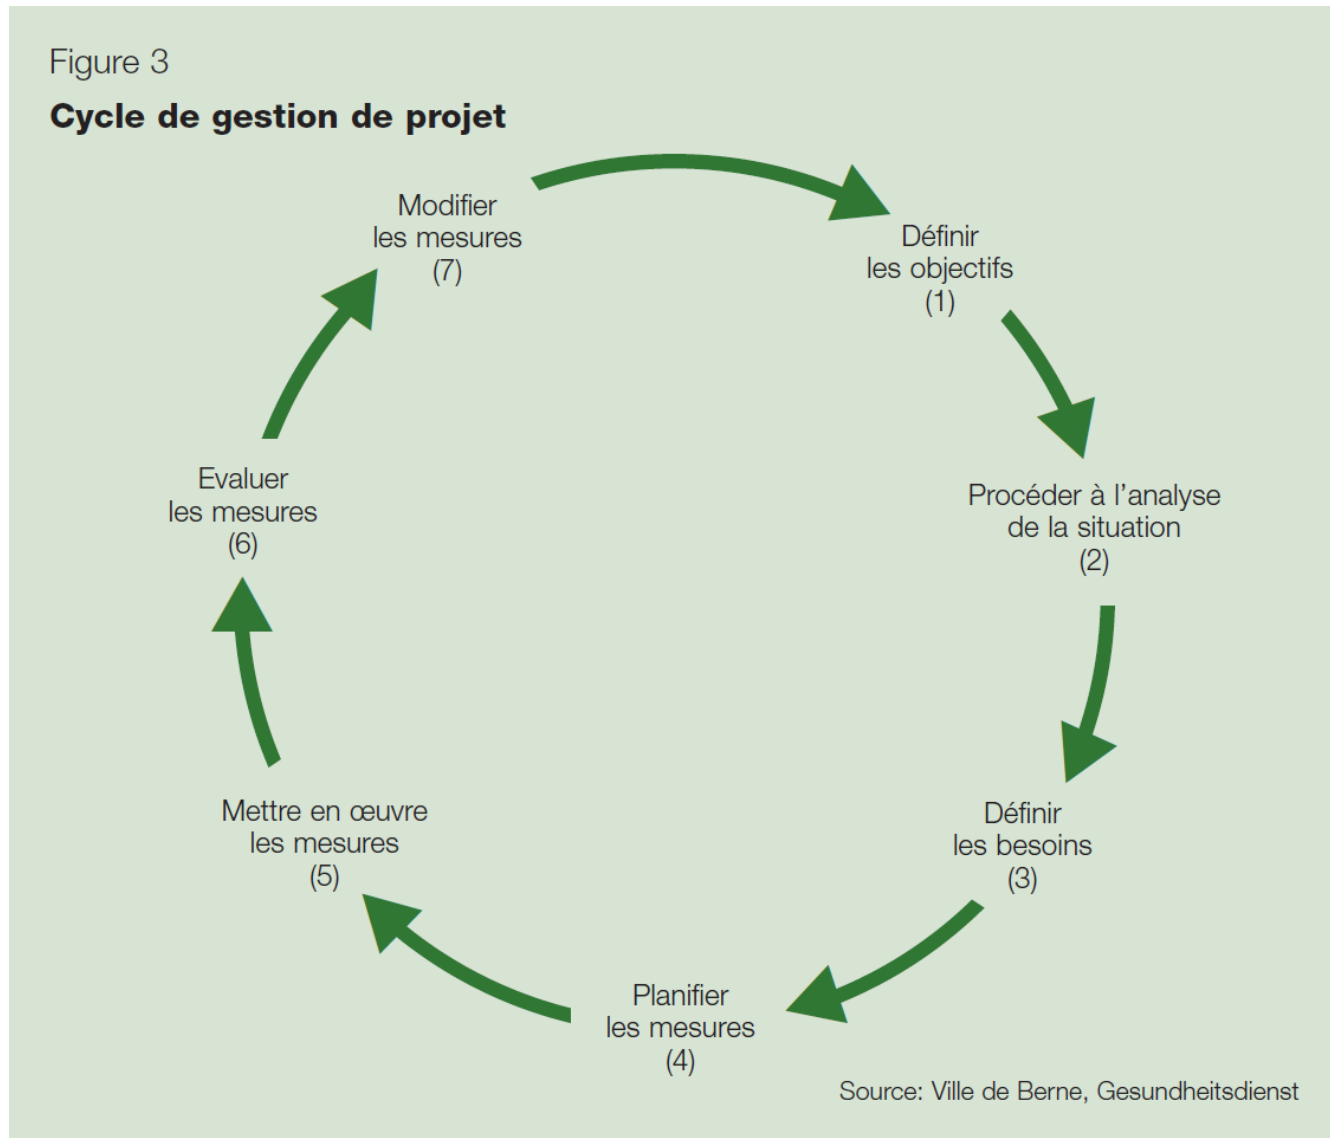 Figure 3
Cycle de gestion de projet
Modifier
les mesures
(7)
Définir
les objectifs
(1)
Procéder à l’analyse
de la situation
(2)
Définir
les besoins
(3)
Planifier
les mesures
(4)
Mettre en œuvre
les mesures
(5)
Evaluer
les mesures
(6)
Source: Ville de Berne, Gesundheitsdienst